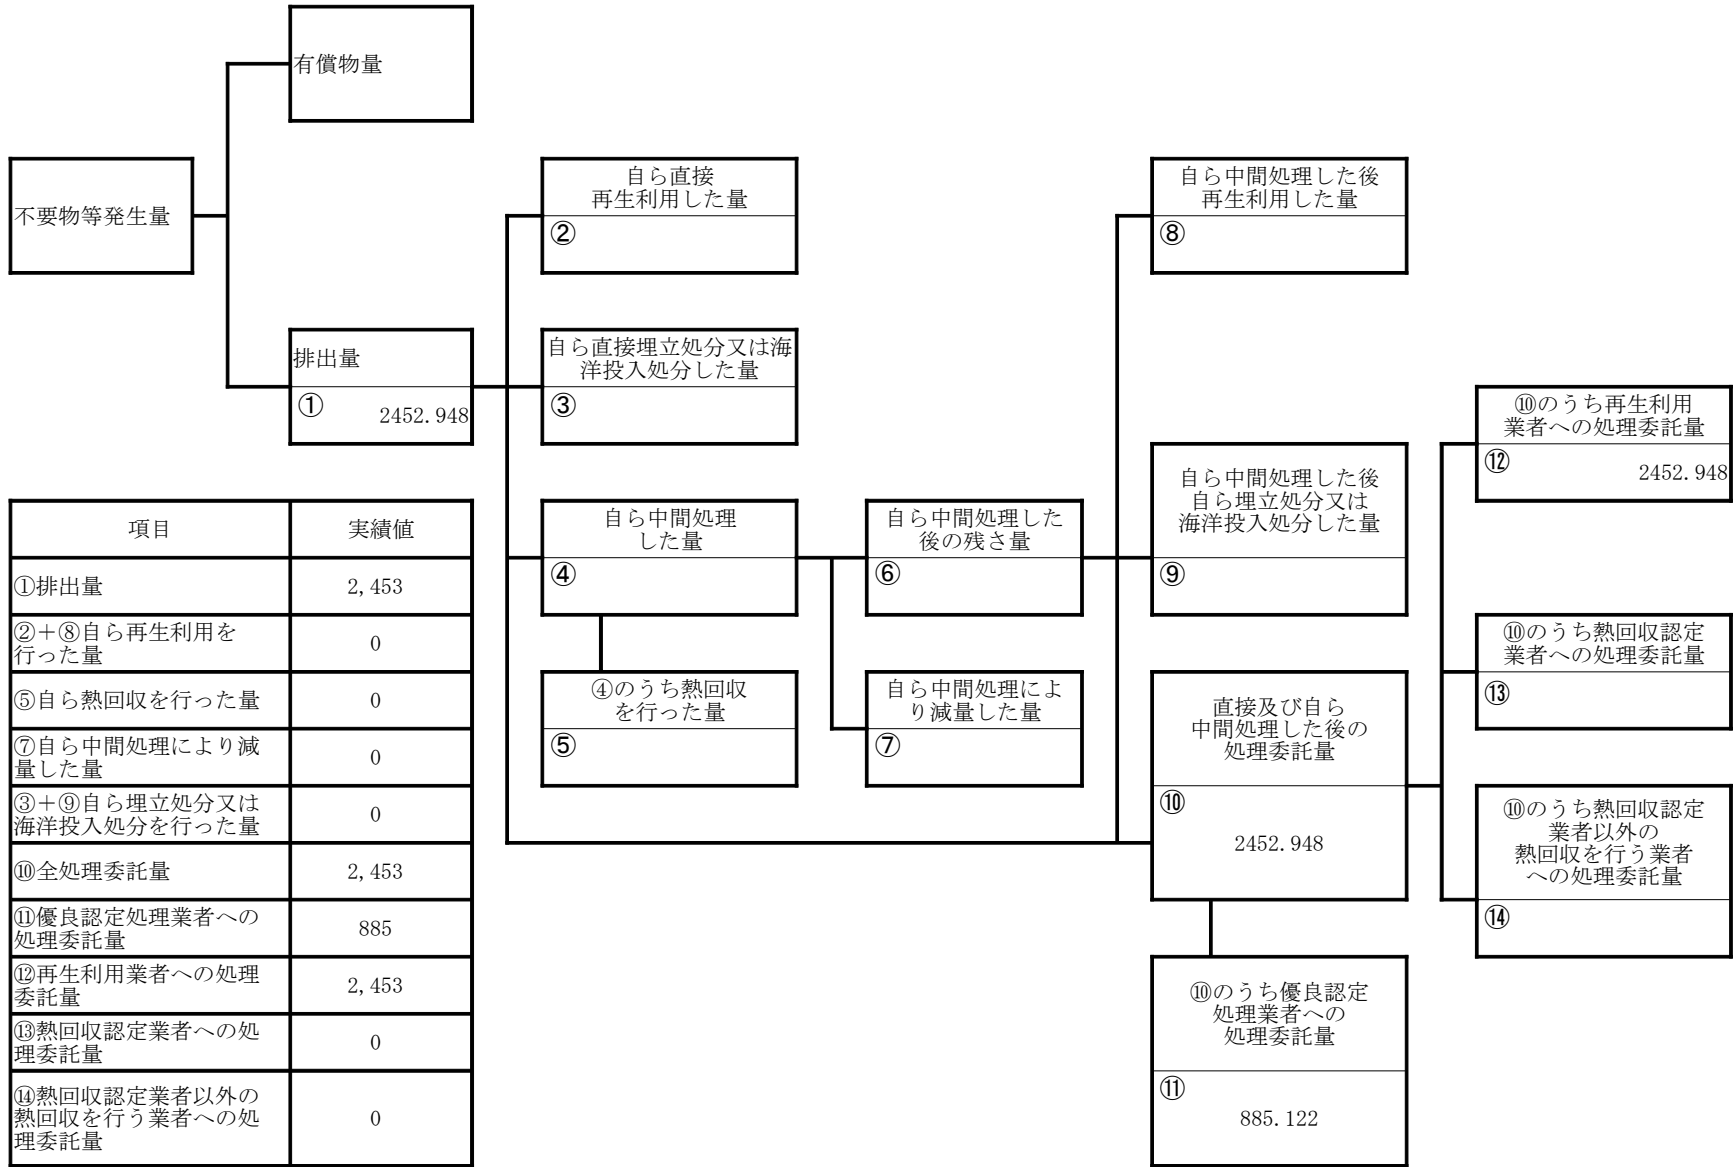 有償物量
不要物等発生量
自ら直接
再生利用した量
②
自ら中間処理した後
再生利用した量
⑧
排出量
①
2452.948
自ら直接埋立処分又は海
洋投入処分した量
③
⑩のうち再生利用
業者への処理委託量
⑫
2452.948
自ら中間処理
した量
④
自ら中間処理した
後の残さ量
⑥
自ら中間処理した後
自ら埋立処分又は
海洋投入処分した量
⑨
⑩のうち熱回収認定
業者への処理委託量
⑬
④のうち熱回収
を行った量
⑤
自ら中間処理によ
り減量した量
⑦
直接及び自ら
中間処理した後の
処理委託量
⑩
2452.948
⑩のうち熱回収認定
業者以外の
熱回収を行う業者
への処理委託量
⑭
⑩のうち優良認定
処理業者への
処理委託量
⑪
885.122
項目 実績値
①排出量 2,453
②+⑧自ら再生利用を
行った量 0
⑤自ら熱回収を行った量 0
⑦自ら中間処理により減
量した量 0
③+⑨自ら埋立処分又は
海洋投入処分を行った量 0
⑩全処理委託量 2,453
⑪優良認定処理業者への
処理委託量 885
⑫再生利用業者への処理
委託量 2,453
⑬熱回収認定業者への処
理委託量 0
⑭熱回収認定業者以外の
熱回収を行う業者への処
理委託量 0